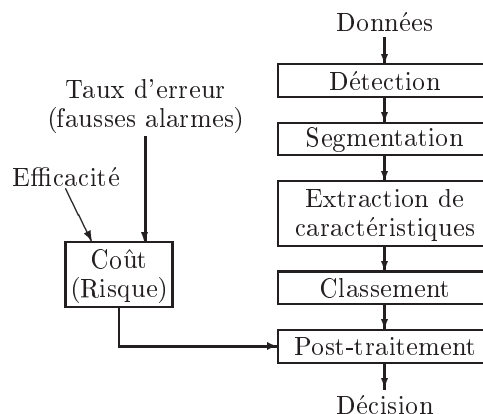 Données
Détection
Taux d'erreur
(fausses alarmes)
Segmentation
Efficacité
Extraction de
caractéristiques
Coût
(Risque)
Classement
Post-traitement
Décision